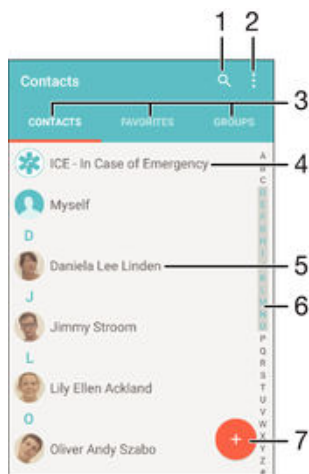 1 2
Contacts
3
CONTACTS FAVORITES GROUPS
ICE - In Case of Emergency
4
Myself
D
Daniela Lee Linden
5
J
6
Jimmy Stroom
L
Lily Ellen Ackland
O
+
7
Oliver Andy Szabo
A
B
C
M
N
O
P
Q
R
S
T
U
V
W
X
Y
Z
#